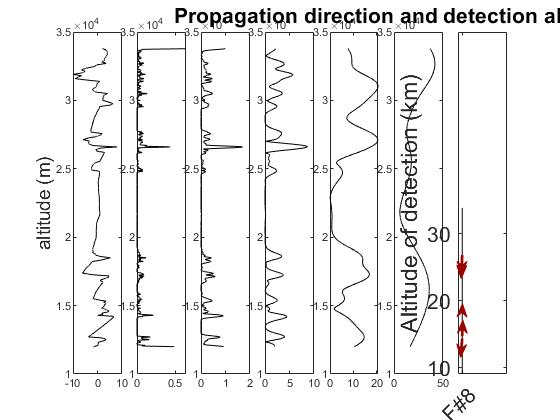 Propagation direction and detection al
3.5 ×10⁴
3
2.5
2
1.5
1
altitude (m)
-10 0 10
0 0.5
0 1 2
0 5 10
0 10 20
50
Altitude of detection (km)
30
20
10
F#8